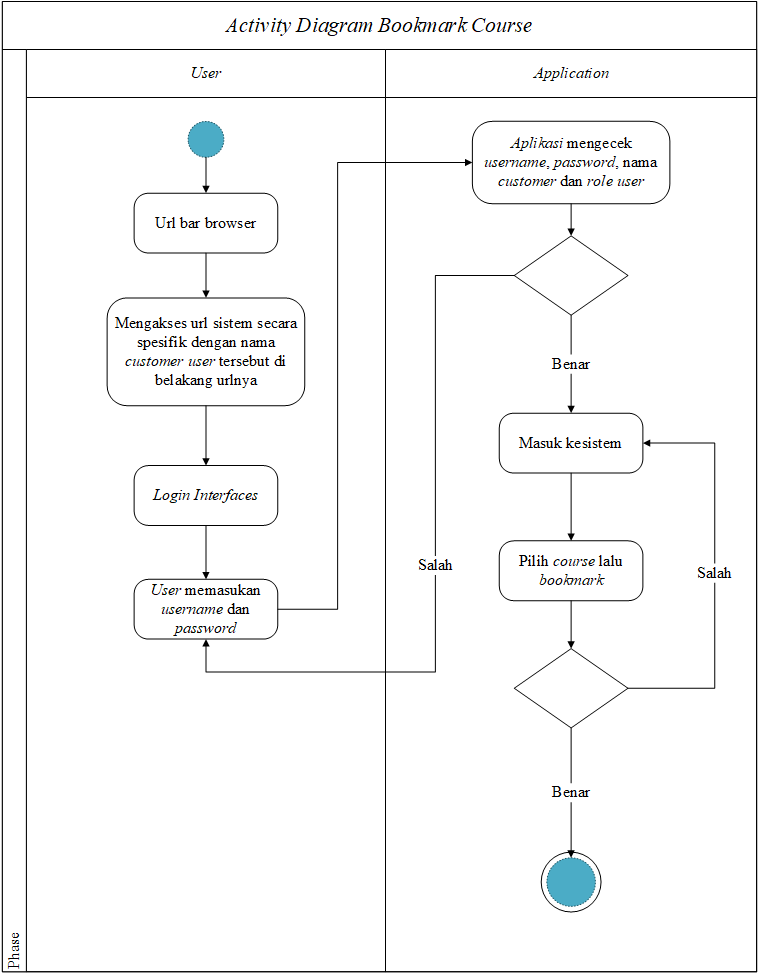 Activity Diagram Bookmark Course
User
Application
Url bar browser
Mengakses url sistem secara
spesifik dengan nama
customer user tersebut di
belakang urlnya
Login Interfaces
User memasukan
username dan
password
Aplikasi mengecek
username, password, nama
customer dan role user
Benar
Salah
Masuk kesistem
Pilih course lalu
bookmark
Salah
Benar
Phase